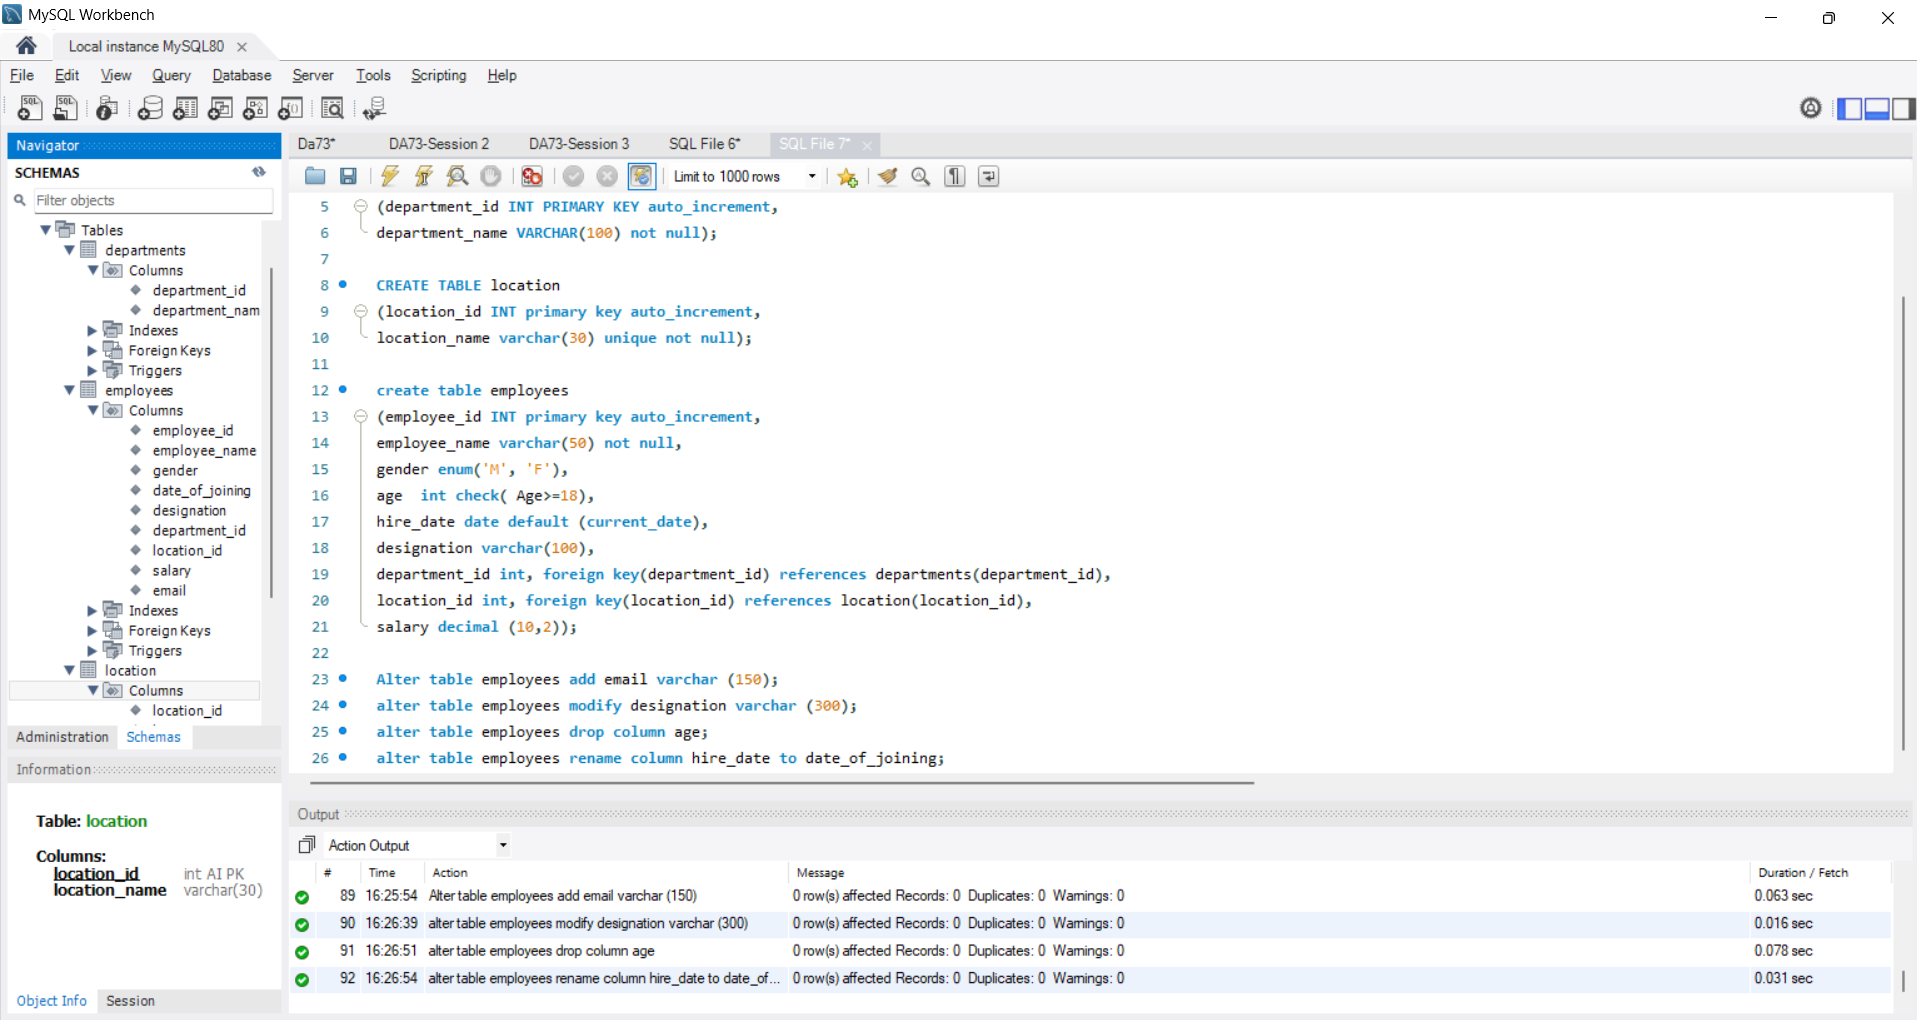 MySQL Workbench
Local instance MySQL80
File Edit View Query Database Server Tools Scripting Help
Navigator
SCHEMAS
Filter objects
Tables
departments
Columns
department_id
department_nam
Indexes
Foreign Keys
Triggers
employees
Columns
employee_id
employee_name
gender
date_of_joining
designation
department_id
location_id
salary
email
Indexes
Foreign Keys
Triggers
location
Columns
location_id
Administration Schemas
Information
Table: location
Columns:
location_id int AI PK
location_name varchar(30)
Object Info Session
Da73* DA73-Session 2 DA73-Session 3 SQL File 6* SQL File 7*
Limit to 1000 rows
5 (department_id INT PRIMARY KEY auto_increment,
6 department_name VARCHAR(100) not null);
7
8 CREATE TABLE location
9 (location_id INT primary key auto_increment,
10 location_name varchar(30) unique not null);
11
12 create table employees
13 (employee_id INT primary key auto_increment,
14 employee_name varchar(50) not null,
15 gender enum('M', 'F'),
16 age  int check( Age>=18),
17 hire_date date default (current_date),
18 designation varchar(100),
19 department_id int, foreign key(department_id) references departments(department_id),
20 location_id int, foreign key(location_id) references location(location_id),
21 salary decimal (10,2));
22
23 Alter table employees add email varchar (150);
24 alter table employees modify designation varchar (300);
25 alter table employees drop column age;
26 alter table employees rename column hire_date to date_of_joining;
Output
Action Output
# Time Action Message Duration / Fetch
89 16:25:54 Alter table employees add email varchar (150) 0 row(s) affected Records: 0 Duplicates: 0 Warnings: 0 0.063 sec
90 16:26:39 alter table employees modify designation varchar (300) 0 row(s) affected Records: 0 Duplicates: 0 Warnings: 0 0.016 sec
91 16:26:51 alter table employees drop column age 0 row(s) affected Records: 0 Duplicates: 0 Warnings: 0 0.078 sec
92 16:26:54 alter table employees rename column hire_date to date_of... 0 row(s) affected Records: 0 Duplicates: 0 Warnings: 0 0.031 sec